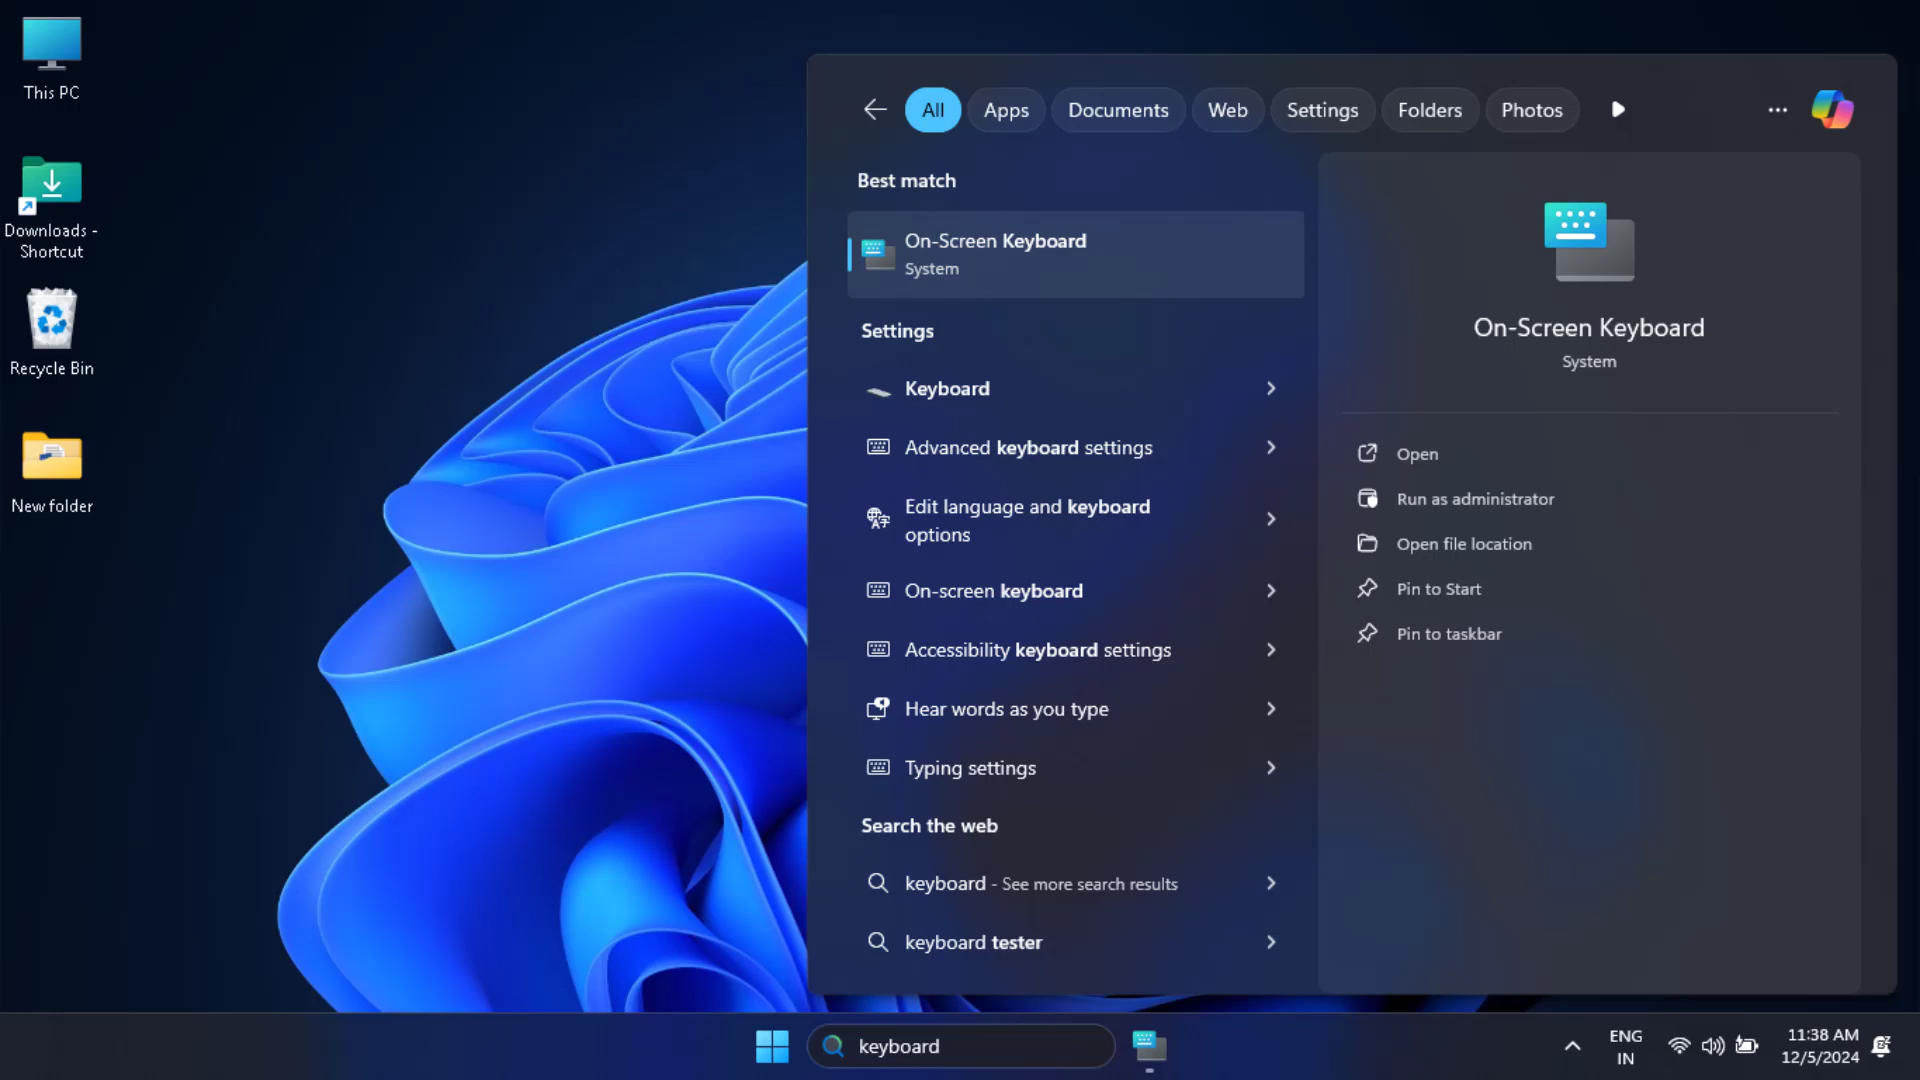 This PC
Downloads -
Shortcut
Recycle Bin
New folder
All
Apps
Documents
Web
Settings
Folders
Photos
Best match
On-Screen Keyboard
System
Settings
Keyboard
Advanced keyboard settings
Edit language and keyboard
options
On-screen keyboard
Accessibility keyboard settings
Hear words as you type
Typing settings
Search the web
keyboard - See more search results
keyboard tester
On-Screen Keyboard
System
Open
Run as administrator
Open file location
Pin to Start
Pin to taskbar
keyboard
ENG
IN
11:38 AM
12/5/2024